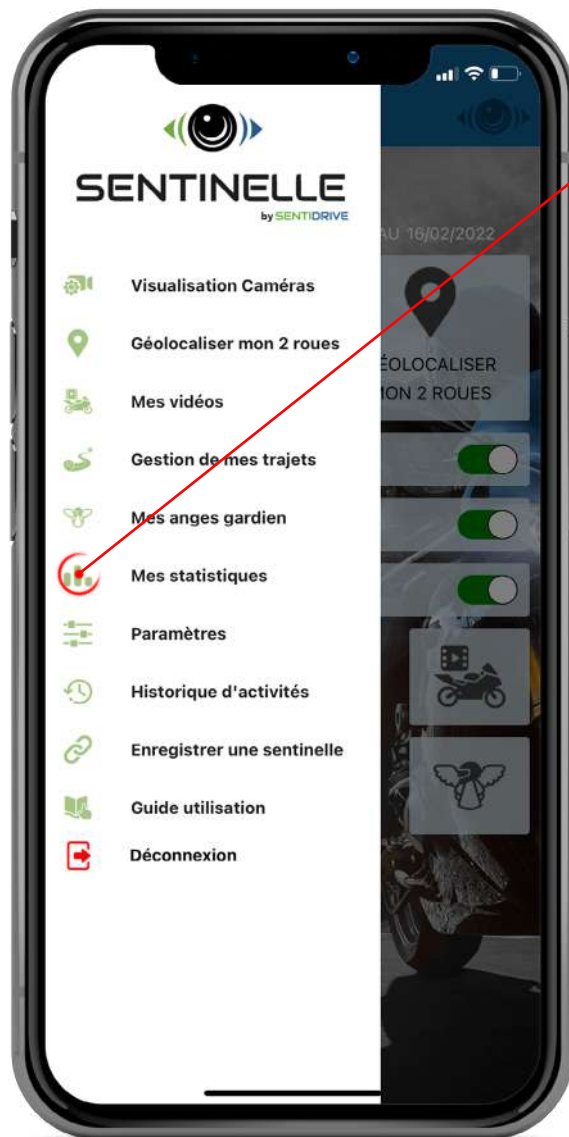 SENTINELLE
by SENTIDRIVE
AU 16/02/2022
Visualisation Caméras
Géolocaliser mon 2 roues
Mes vidéos
Gestion de mes trajets
Mes anges gardien
Mes statistiques
Paramètres
Historique d'activités
Enregistrer une sentinelle
Guide utilisation
Déconnexion
ÉOLOCALISER
MON 2 ROUES